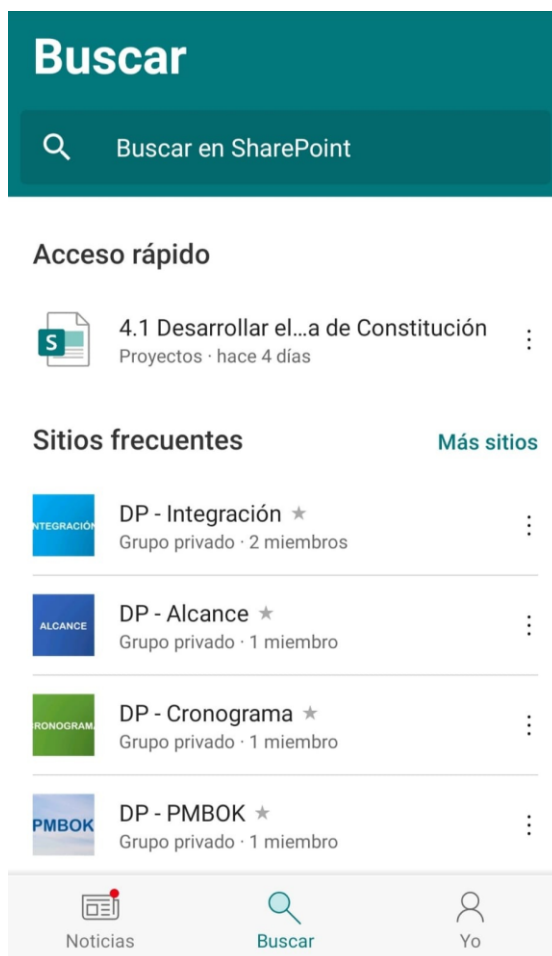 Buscar
Buscar en SharePoint
Acceso rápido
S
4.1 Desarrollar el...a de Constitución
Proyectos · hace 4 días
Sitios frecuentes
Más sitios
NTEGRACIÓN
DP - Integración ★
Grupo privado · 2 miembros
ALCANCE
DP - Alcance ★
Grupo privado · 1 miembro
RONOGRAM
DP - Cronograma ★
Grupo privado · 1 miembro
PMBOK
DP - PMBOK ★
Grupo privado · 1 miembro
Noticias
Buscar
Yo